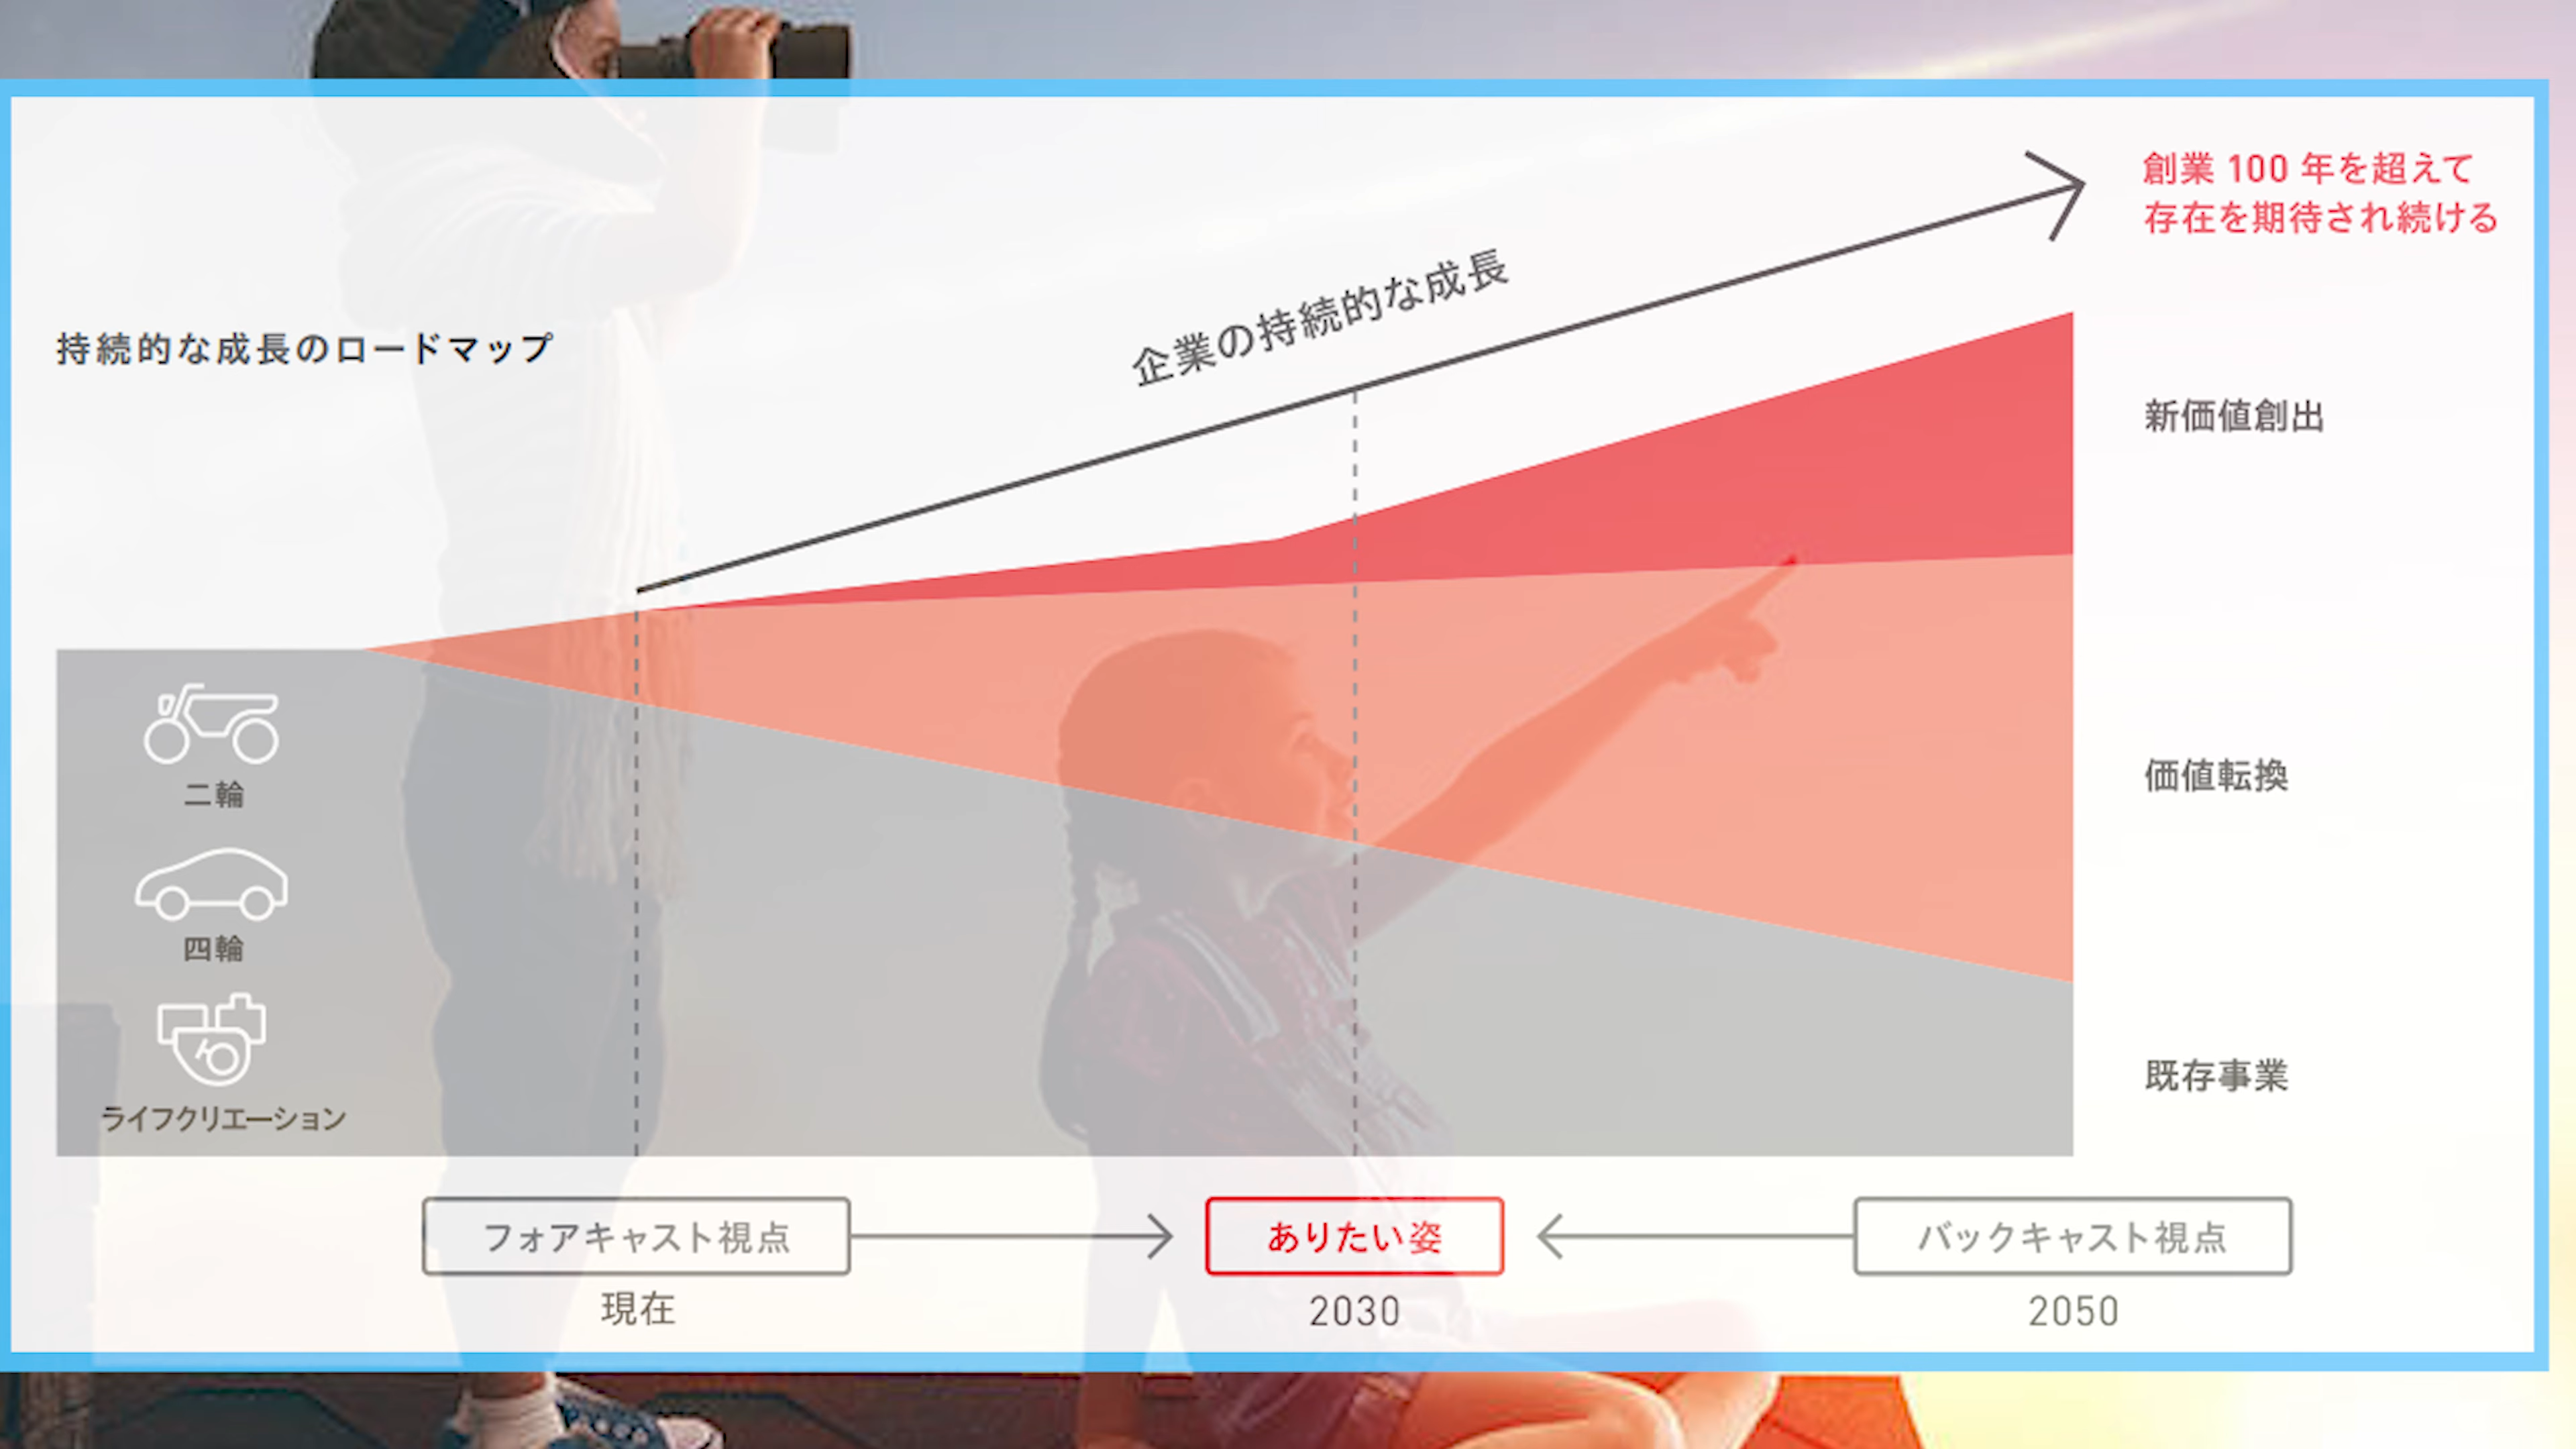 創業 100 年を超えて
存在を期待され続ける
企業の持続的な成長
持続的な成長のロードマップ
新価値創出
価値転換
既存事業
二輪
四輪
ライフクリエーション
フォアキャスト視点
ありたい姿
バックキャスト視点
現在
2030
2050